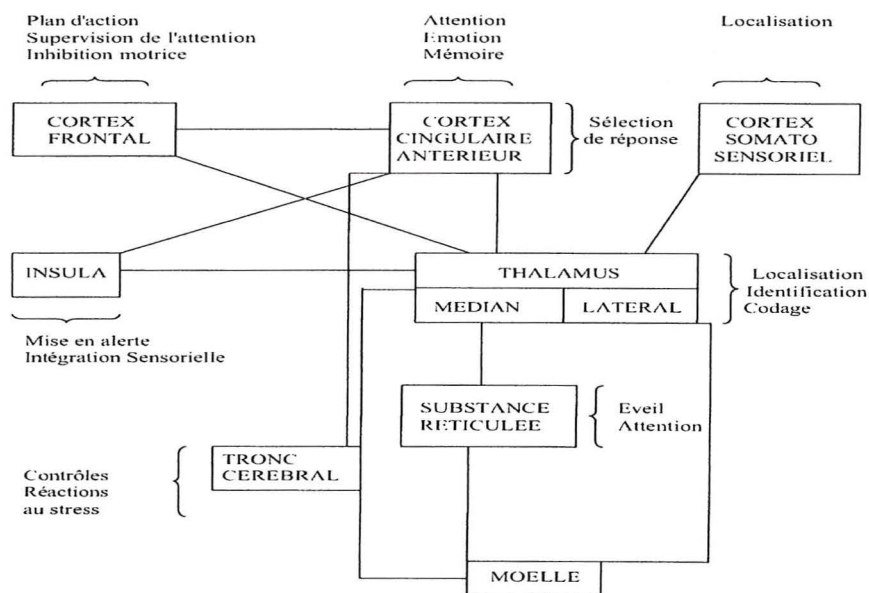 Plan d'action
Supervision de l'attention
Inhibition motrice
Attention
Emotion
Mémoire
Localisation
CORTEX
FRONTAL
CORTEX
CINGULAIRE
ANTERIEUR
Sélection
de réponse
CORTEX
SOMATO
SENSORIEL
INSULA
THALAMUS
MEDIAN
LATERAL
Localisation
Identification
Codage
Mise en alerte
Intégration Sensorielle
SUBSTANCE
RETICULEE
Eveil
Attention
TRONC
CEREBRAL
Contrôles
Réactions
au stress
MOELLE